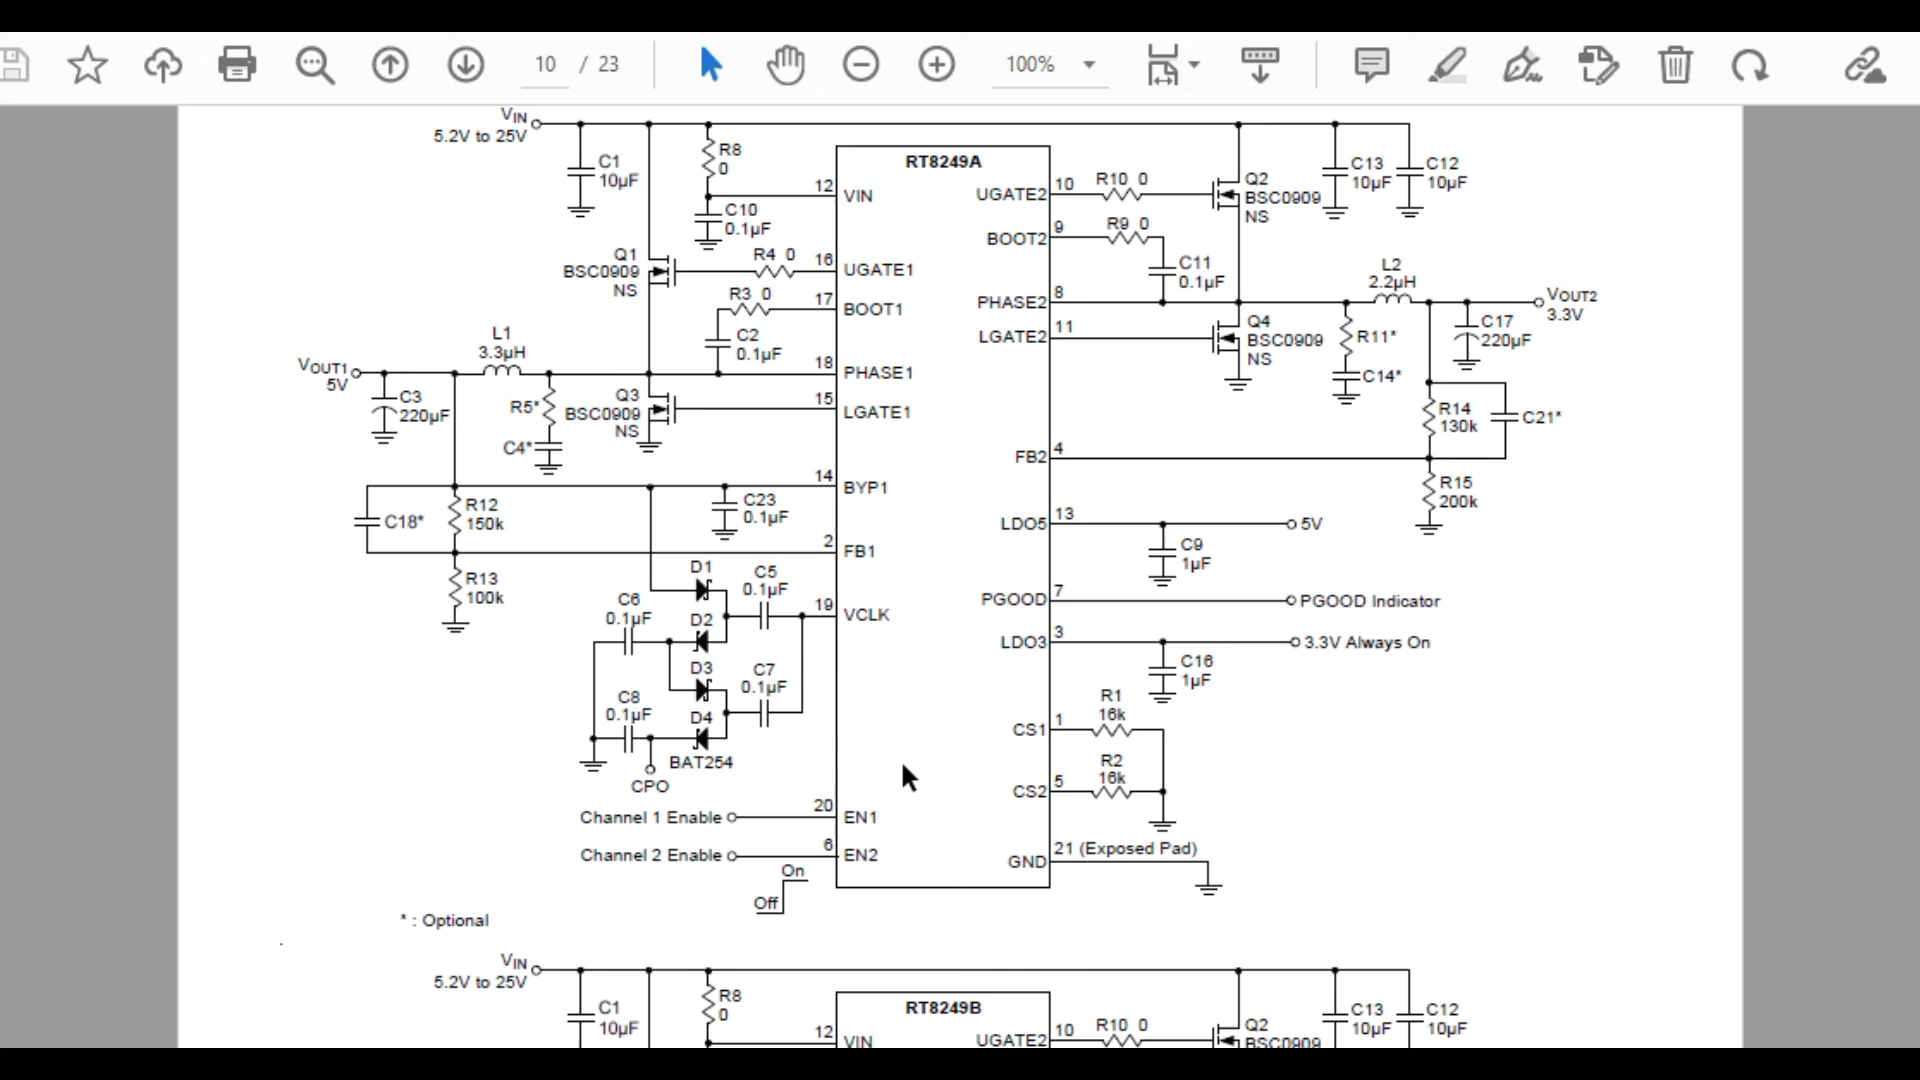 10 / 23
100%
VIN
5.2V to 25V
C1
10µF
R8
0
C10
0.1µF
12
VIN
RT8249A
UGATE2
10
R10 0
Q2
BSC0909
NS
C13
10µF
C12
10µF
BOOT2
9
R9 0
C11
0.1µF
Q1
BSC0909
NS
R4 0
16
UGATE1
R3 0
17
BOOT1
C2
0.1µF
PHASE2
8
L2
2.2µH
VOUT2
3.3V
LGATE2
11
Q4
BSC0909
NS
R11*
C14*
C17
220µF
L1
3.3µH
VOUT1
5V
C3
220µF
18
PHASE1
R5*
C4*
Q3
BSC0909
NS
15
LGATE1
R14
130k
C21*
FB2
4
R15
200k
14
BYP1
C18*
R12
150k
C23
0.1µF
LDO5
13
5V
C9
1µF
2
FB1
R13
100k
D1
C5
0.1µF
C6
0.1µF
D2
19
VCLK
PGOOD
7
PGOOD Indicator
LDO3
3
3.3V Always On
C16
1µF
D3
C7
0.1µF
C8
0.1µF
D4
BAT254
CPO
CS1
1
R1
16k
CS2
5
R2
16k
Channel 1 Enable
20
EN1
Channel 2 Enable
6
EN2
On
Off
GND
21 (Exposed Pad)
* : Optional
VIN
5.2V to 25V
C1
10µF
R8
0
12
VIN
RT8249B
UGATE2
10
R10 0
Q2
BSC0909
C13
10µF
C12
10µF